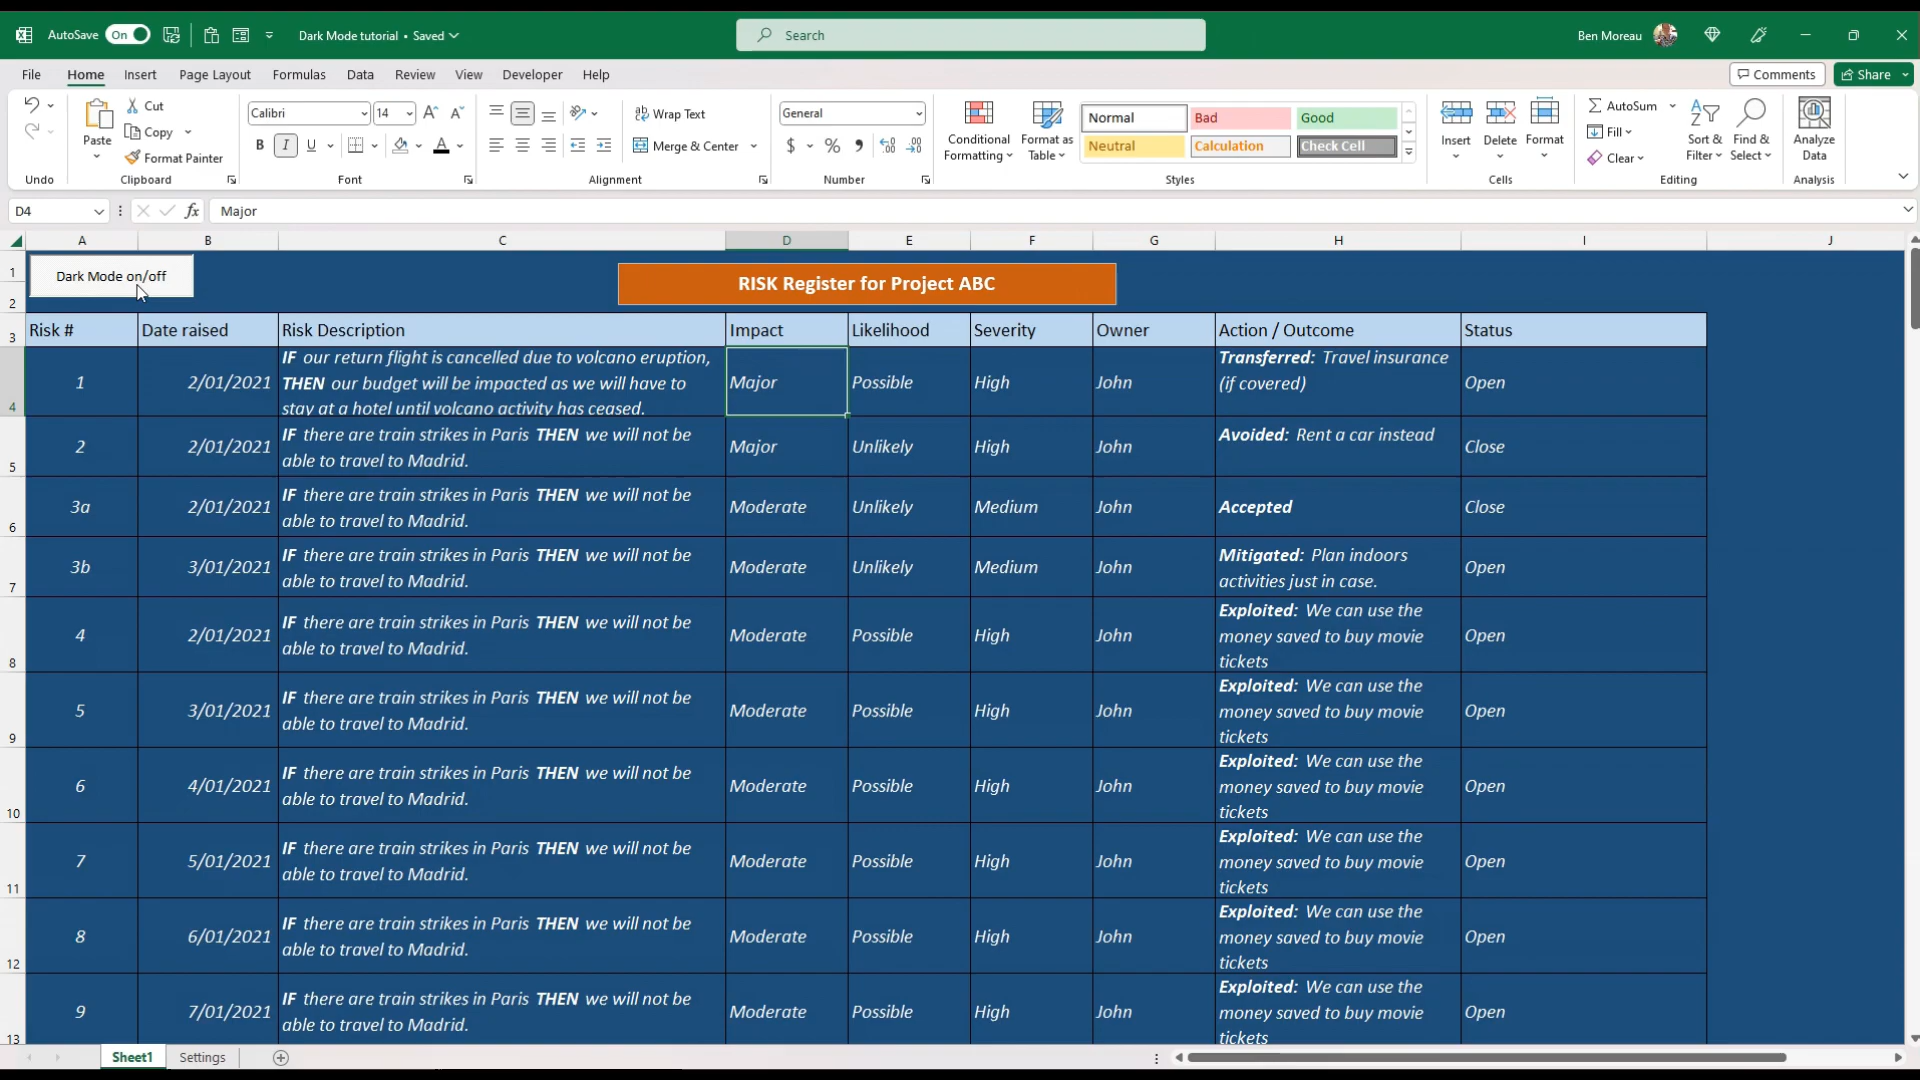 AutoSave On Dark Mode tutorial • Saved Search Ben Moreau
File Home Insert Page Layout Formulas Data Review View Developer Help Comments Share
Paste Cut Copy Format Painter
Calibri 14 B I U
Wrap Text Merge & Center
General $ % 9
Conditional Formatting Format as Table
Normal Bad Good
Neutral Calculation Check Cell
Insert Delete Format
AutoSum Fill Clear
Sort & Filter Find & Select Analyze Data
Undo Clipboard Font Alignment Number Styles Cells Editing Analysis
D4 fx Major
A B C D E F G H I J
1 Dark Mode on/off RISK Register for Project ABC
2
3 Risk # Date raised Risk Description Impact Likelihood Severity Owner Action / Outcome Status
IF our return flight is cancelled due to volcano eruption, Transferred: Travel insurance
1 2/01/2021 THEN our budget will be impacted as we will have to Major Possible High John (if covered) Open
4 stay at a hotel until volcano activity has ceased.
IF there are train strikes in Paris THEN we will not be Avoided: Rent a car instead
2 2/01/2021 Major Unlikely High John Close
5 able to travel to Madrid.
IF there are train strikes in Paris THEN we will not be
3a 2/01/2021 Moderate Unlikely Medium John Accepted Close
6 able to travel to Madrid.
IF there are train strikes in Paris THEN we will not be Mitigated: Plan indoors
3b 3/01/2021 Moderate Unlikely Medium John Open
7 able to travel to Madrid. activities just in case.
IF there are train strikes in Paris THEN we will not be Exploited: We can use the
4 2/01/2021 able to travel to Madrid. Moderate Possible High John money saved to buy movie Open
8 tickets
IF there are train strikes in Paris THEN we will not be Exploited: We can use the
5 3/01/2021 able to travel to Madrid. Moderate Possible High John money saved to buy movie Open
9 tickets
IF there are train strikes in Paris THEN we will not be Exploited: We can use the
6 4/01/2021 able to travel to Madrid. Moderate Possible High John money saved to buy movie Open
10 tickets
IF there are train strikes in Paris THEN we will not be Exploited: We can use the
7 5/01/2021 able to travel to Madrid. Moderate Possible High John money saved to buy movie Open
11 tickets
IF there are train strikes in Paris THEN we will not be Exploited: We can use the
8 6/01/2021 able to travel to Madrid. Moderate Possible High John money saved to buy movie Open
12 tickets
IF there are train strikes in Paris THEN we will not be Exploited: We can use the
9 7/01/2021 able to travel to Madrid. Moderate Possible High John money saved to buy movie Open
13 tickets
Sheet1 Settings